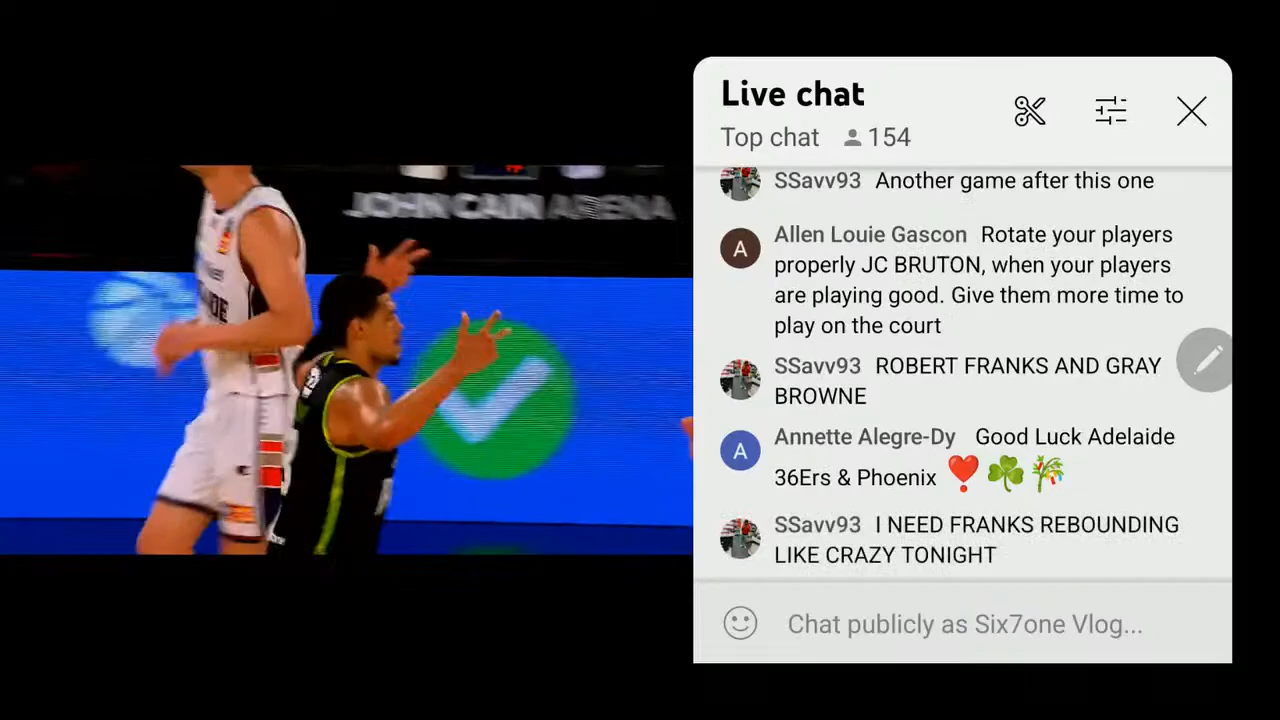 JOHN CAIN ARENA
Live chat
Top chat 154
SSavv93 Another game after this one
A
Allen Louie Gascon Rotate your players
properly JC BRUTON, when your players
are playing good. Give them more time to
play on the court
SSavv93 ROBERT FRANKS AND GRAY
BROWNE
A
Annette Alegre-Dy Good Luck Adelaide
36Ers & Phoenix
SSavv93 I NEED FRANKS REBOUNDING
LIKE CRAZY TONIGHT
Chat publicly as Six7one Vlog...